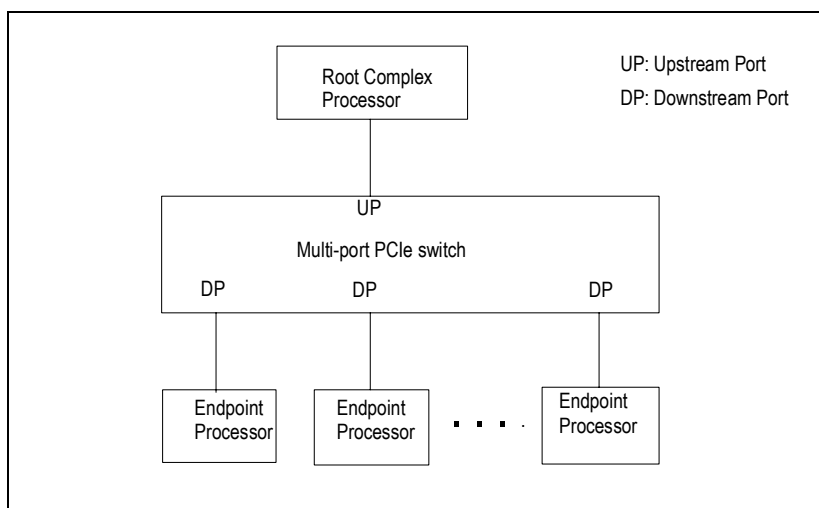 Root Complex
Processor
UP: Upstream Port
DP: Downstream Port
UP
Multi-port PCIe switch
DP DP DP
Endpoint
Processor
Endpoint
Processor
. . . .
Endpoint
Processor